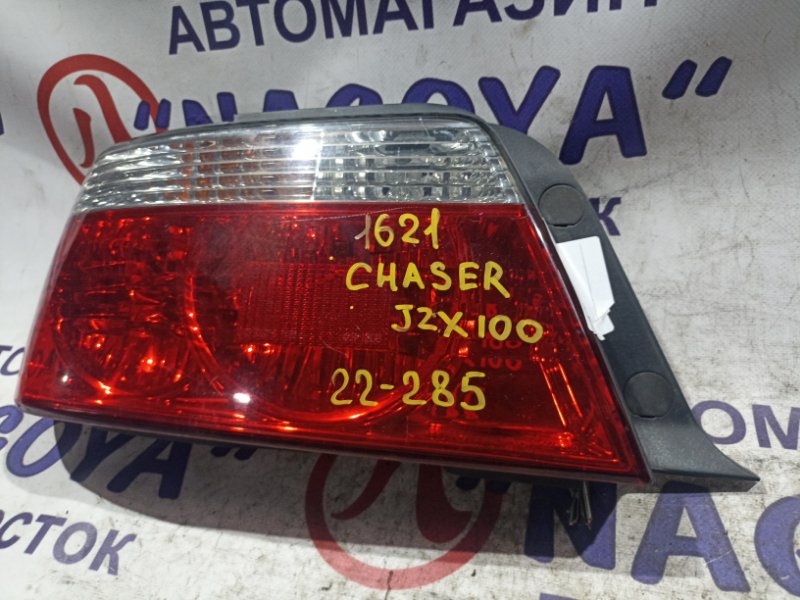 АВТОМАГАЗИН
"NAGOYA"
1621
CHASER
JZX100
22-285